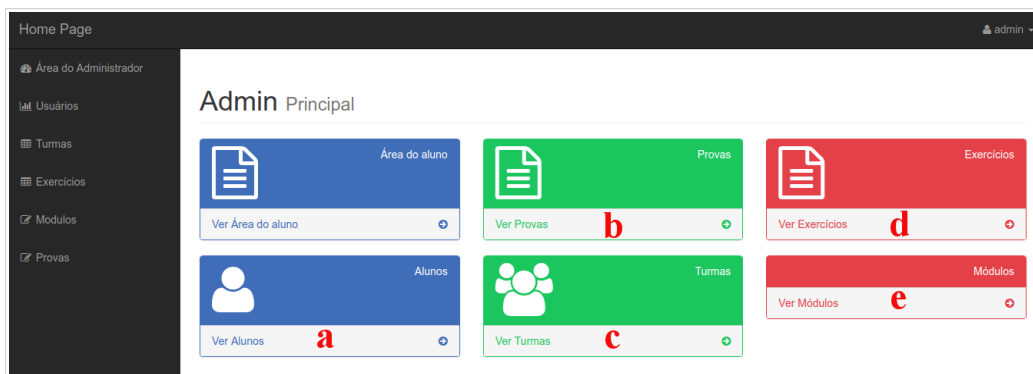 Home Page
admin
Área do Administrador
Usuários
Turmas
Exercícios
Modulos
Provas
Admin Principal
Área do aluno
Ver Área do aluno
Provas
Ver Provas
b
Exercícios
Ver Exercícios
d
Alunos
Ver Alunos
a
Turmas
Ver Turmas
c
Módulos
Ver Módulos
e